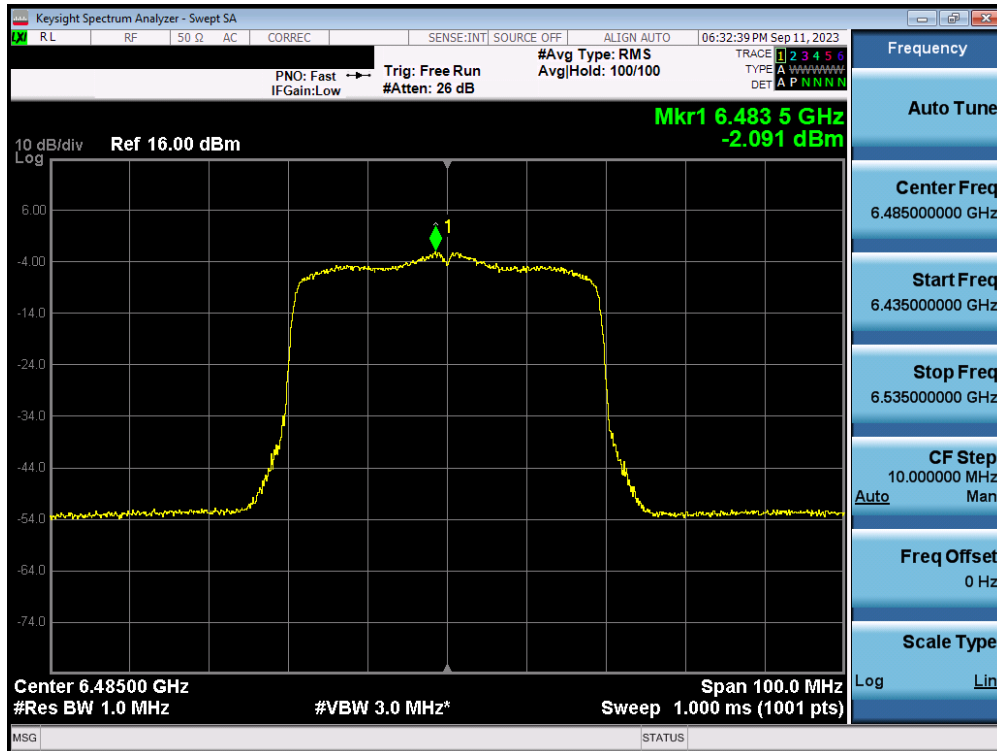 Keysight Spectrum Analyzer - Swept SA
LXI RL RF 50 Ω AC CORREC SENSE:INT SOURCE OFF ALIGN AUTO 06:32:39 PM Sep 11, 2023
PNO: Fast
IFGain:Low
Trig: Free Run
#Atten: 26 dB
#Avg Type: RMS
Avg|Hold: 100/100
TRACE 1 2 3 4 5 6
TYPE A WWWWW
DET A P N N N N
Mkr1 6.483 5 GHz
-2.091 dBm
10 dB/div Ref 16.00 dBm
Log
1
6.00
-4.00
-14.0
-24.0
-34.0
-44.0
-54.0
-64.0
-74.0
Center 6.48500 GHz Span 100.0 MHz
#Res BW 1.0 MHz #VBW 3.0 MHz* Sweep 1.000 ms (1001 pts)
MSG STATUS
Frequency
Auto Tune
Center Freq
6.485000000 GHz
Start Freq
6.435000000 GHz
Stop Freq
6.535000000 GHz
CF Step
10.000000 MHz
Auto Man
Freq Offset
0 Hz
Scale Type
Log Lin